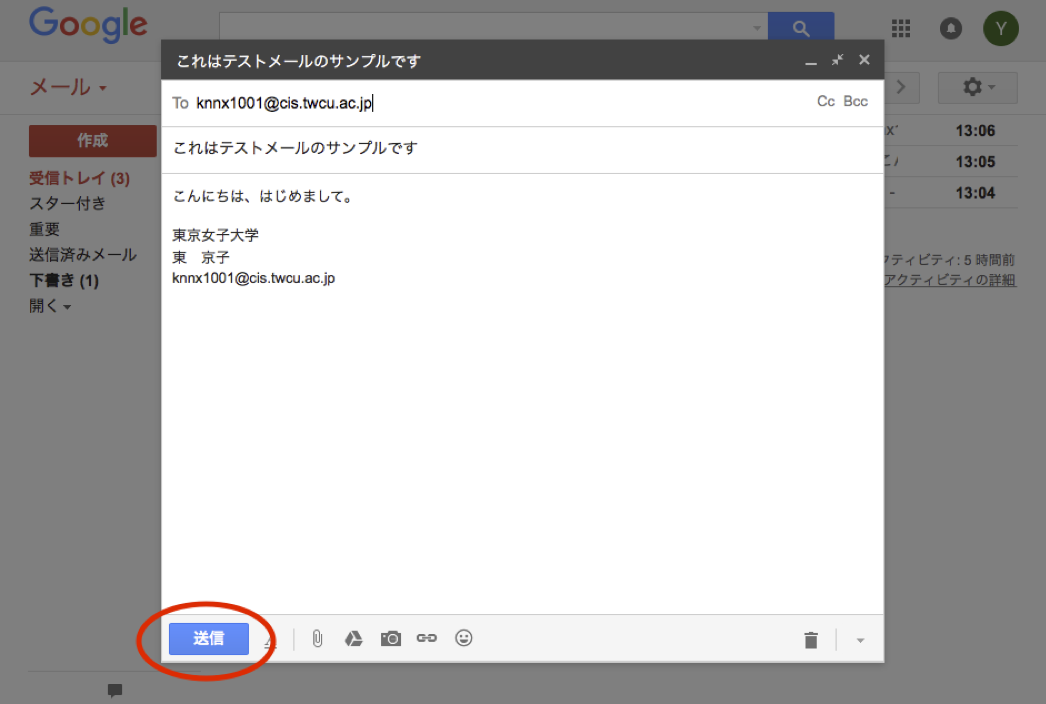 Google
Y
これはテストメールのサンプルです
メール
To knnx1001@cis.twcu.ac.jp
Cc Bcc
作成
これはテストメールのサンプルです
13:06
13:05
13:04
受信トレイ (3)
スター付き
重要
送信済みメール
下書き (1)
開く
こんにちは、はじめまして。
東京女子大学
東　京子
knnx1001@cis.twcu.ac.jp
クティビティ: 5 時間前
アクティビティの詳細
送信